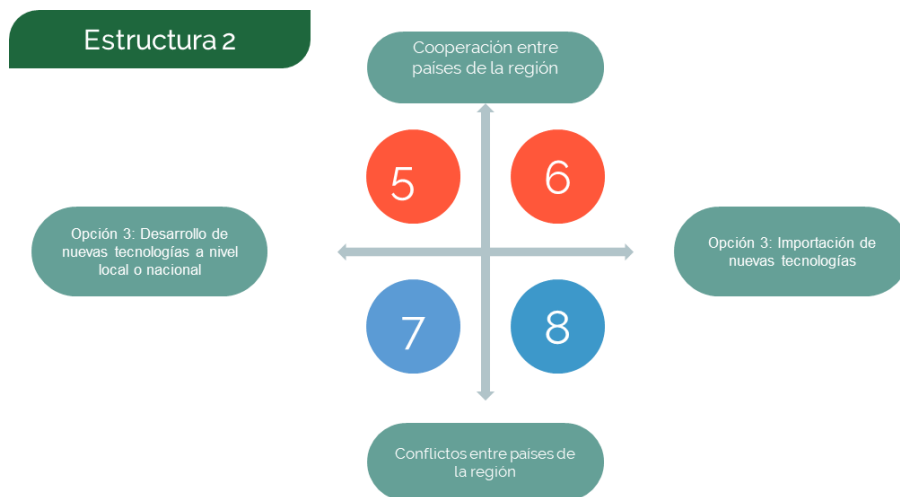 Estructura 2
Cooperación entre
países de la región
5
6
Opción 3: Desarrollo de
nuevas tecnologías a nivel
local o nacional
Opción 3: Importación de
nuevas tecnologías
7
8
Conflictos entre países de
la región